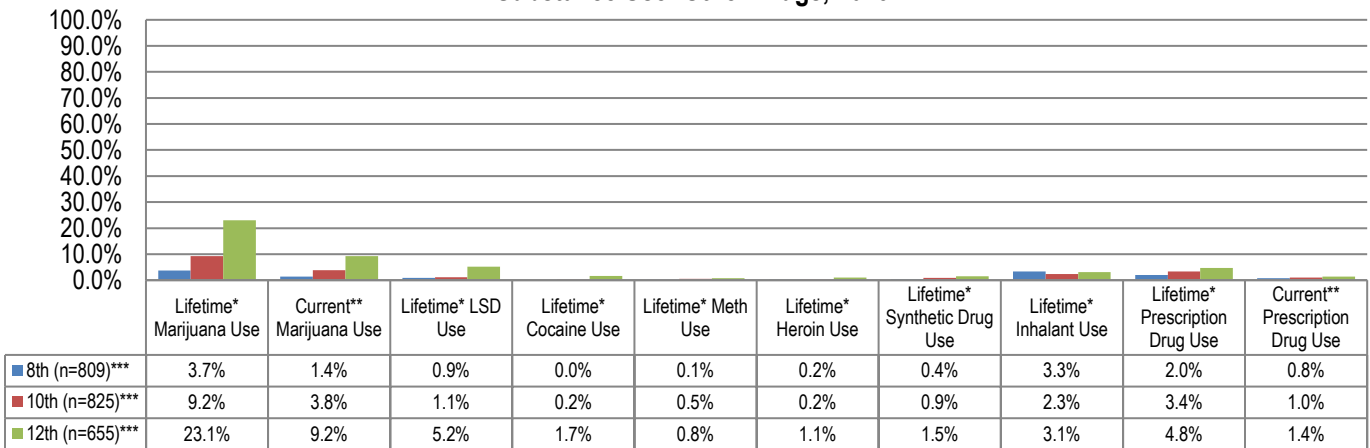 100.0%
90.0%
80.0%
70.0%
60.0%
50.0%
40.0%
30.0%
20.0%
10.0%
0.0%
Lifetime* Marijuana Use
Current** Marijuana Use
Lifetime* LSD Use
Lifetime* Cocaine Use
Lifetime* Meth Use
Lifetime* Heroin Use
Lifetime* Synthetic Drug Use
Lifetime* Inhalant Use
Lifetime* Prescription Drug Use
Current** Prescription Drug Use
8th (n=809)*** 3.7% 1.4% 0.9% 0.0% 0.1% 0.2% 0.4% 3.3% 2.0% 0.8%
10th (n=825)*** 9.2% 3.8% 1.1% 0.2% 0.5% 0.2% 0.9% 2.3% 3.4% 1.0%
12th (n=655)*** 23.1% 9.2% 5.2% 1.7% 0.8% 1.1% 1.5% 3.1% 4.8% 1.4%